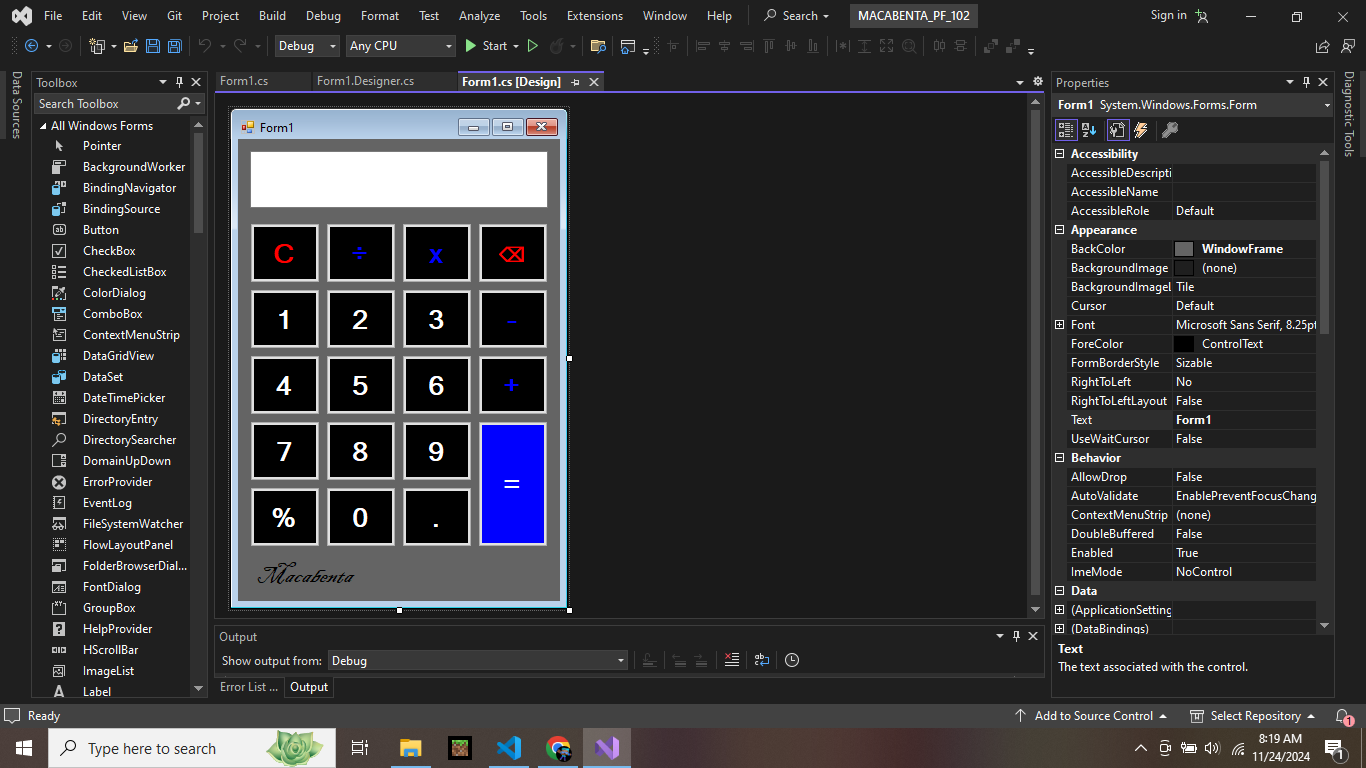 File Edit View Git Project Build Debug Format Test Analyze Tools Extensions Window Help Search MACABENTA_PF_102 Sign in
Debug Any CPU Start
Data Sources
Toolbox
Search Toolbox
All Windows Forms
Pointer
BackgroundWorker
BindingNavigator
BindingSource
Button
CheckBox
CheckedListBox
ColorDialog
ComboBox
ContextMenuStrip
DataGridView
DataSet
DateTimePicker
DirectoryEntry
DirectorySearcher
DomainUpDown
ErrorProvider
EventLog
FileSystemWatcher
FlowLayoutPanel
FolderBrowserDial...
FontDialog
GroupBox
HelpProvider
HScrollBar
ImageList
Label
Form1.cs Form1.Designer.cs Form1.cs [Design]
Form1
C ÷ x ⌫
1 2 3 -
4 5 6 +
7 8 9
=
% 0 .
Macabenta
Output
Show output from: Debug
Error List ... Output
Properties
Form1 System.Windows.Forms.Form
Accessibility
AccessibleDescripti
AccessibleName
AccessibleRole Default
Appearance
BackColor WindowFrame
BackgroundImage (none)
BackgroundImageL Tile
Cursor Default
Font Microsoft Sans Serif, 8.25pt
ForeColor ControlText
FormBorderStyle Sizable
RightToLeft No
RightToLeftLayout False
Text Form1
UseWaitCursor False
Behavior
AllowDrop False
AutoValidate EnablePreventFocusChang
ContextMenuStrip (none)
DoubleBuffered False
Enabled True
ImeMode NoControl
Data
(ApplicationSetting
(DataBindings)
Text
The text associated with the control.
Diagnostic Tools
Ready Add to Source Control Select Repository 1
Type here to search
8:19 AM
11/24/2024
1